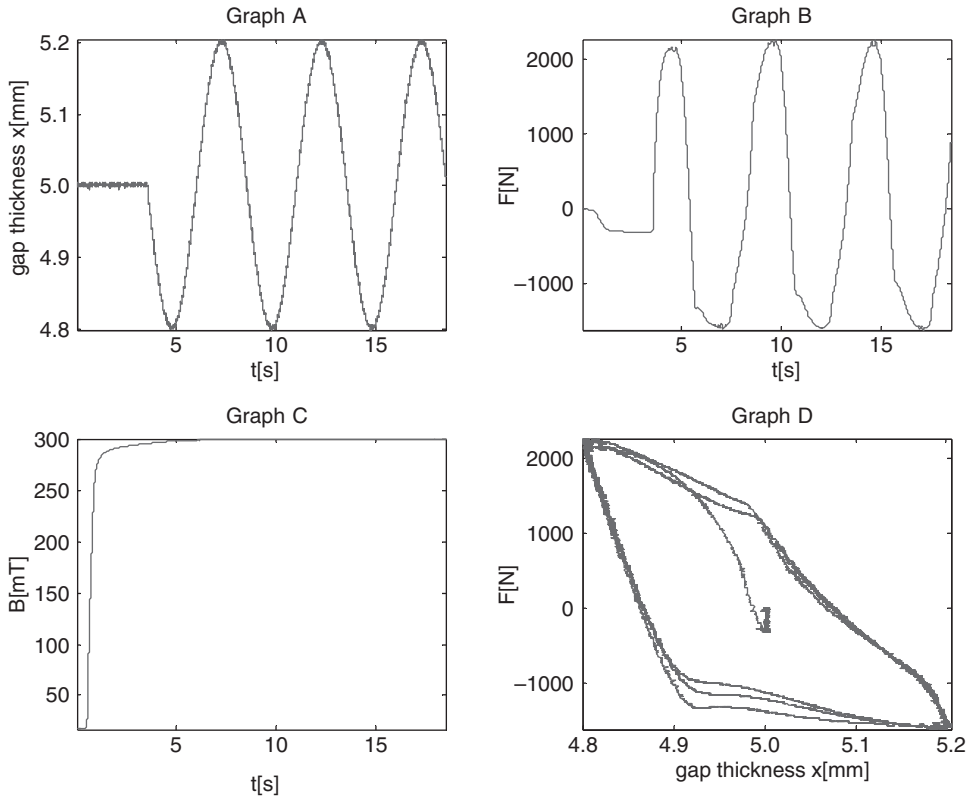 Graph A
5.2
5.1
5.0
4.9
4.8
gap thickness x[mm]
5 10 15
t[s]
Graph B
2000
1000
0
−1000
F[N]
5 10 15
t[s]
Graph C
300
250
200
150
100
50
B[mT]
5 10 15
t[s]
Graph D
2000
1000
0
−1000
F[N]
4.8 4.9 5.0 5.1 5.2
gap thickness x[mm]